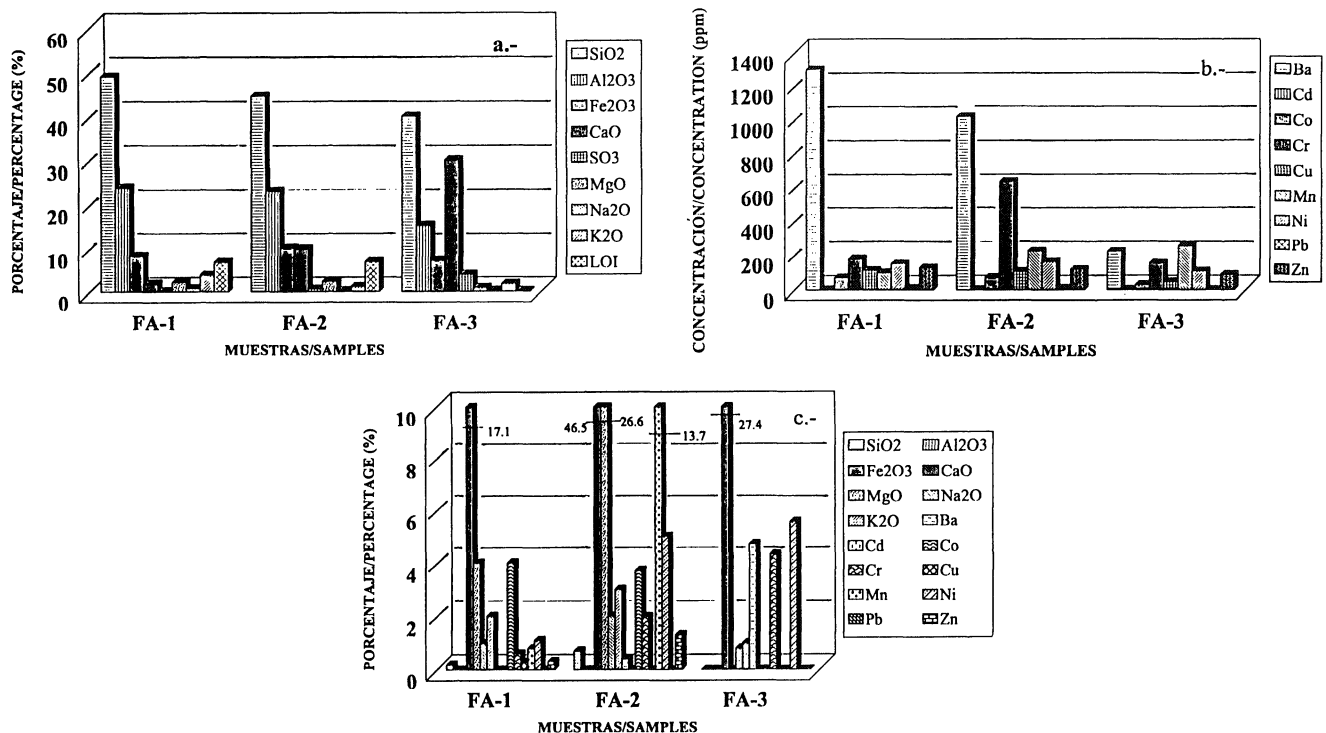 PORCENTAJE/PERCENTAGE (%)
60
50
40
30
20
10
0
a.-
FA-1
FA-2
FA-3
MUESTRAS/SAMPLES
SiO2
Al2O3
Fe2O3
CaO
SO3
MgO
Na2O
K2O
LOI
CONCENTRACIÓN/CONCENTRATION (ppm)
1400
1200
1000
800
600
400
200
0
b.-
FA-1
FA-2
FA-3
MUESTRAS/SAMPLES
Ba
Cd
Co
Cr
Cu
Mn
Ni
Pb
Zn
PORCENTAJE/PERCENTAGE (%)
10
8
6
4
2
0
17.1
46.5
26.6
13.7
27.4
c.-
FA-1
FA-2
FA-3
MUESTRAS/SAMPLES
SiO2 Al2O3
Fe2O3 CaO
MgO Na2O
K2O Ba
Cd Co
Cr Cu
Mn Ni
Pb Zn